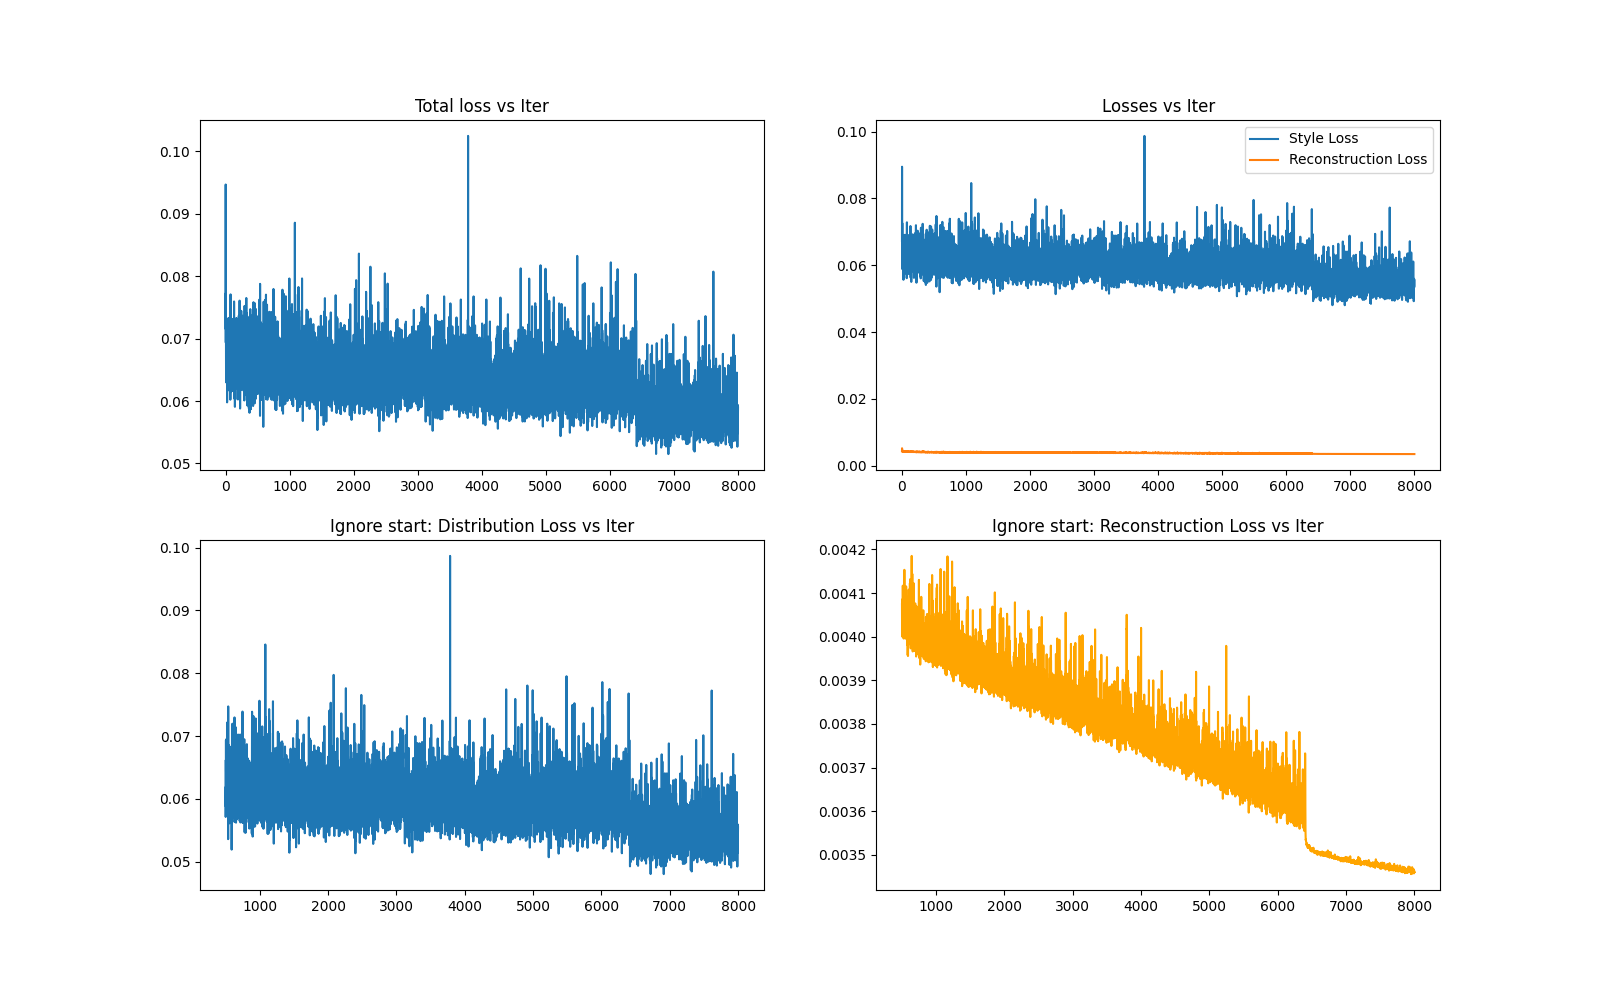 Total loss vs Iter
0.10
0.09
0.08
0.07
0.06
0.05
0 1000 2000 3000 4000 5000 6000 7000 8000
Losses vs Iter
Style Loss
Reconstruction Loss
0.10
0.08
0.06
0.04
0.02
0.00
0 1000 2000 3000 4000 5000 6000 7000 8000
Ignore start: Distribution Loss vs Iter
0.10
0.09
0.08
0.07
0.06
0.05
1000 2000 3000 4000 5000 6000 7000 8000
Ignore start: Reconstruction Loss vs Iter
0.0042
0.0041
0.0040
0.0039
0.0038
0.0037
0.0036
0.0035
1000 2000 3000 4000 5000 6000 7000 8000